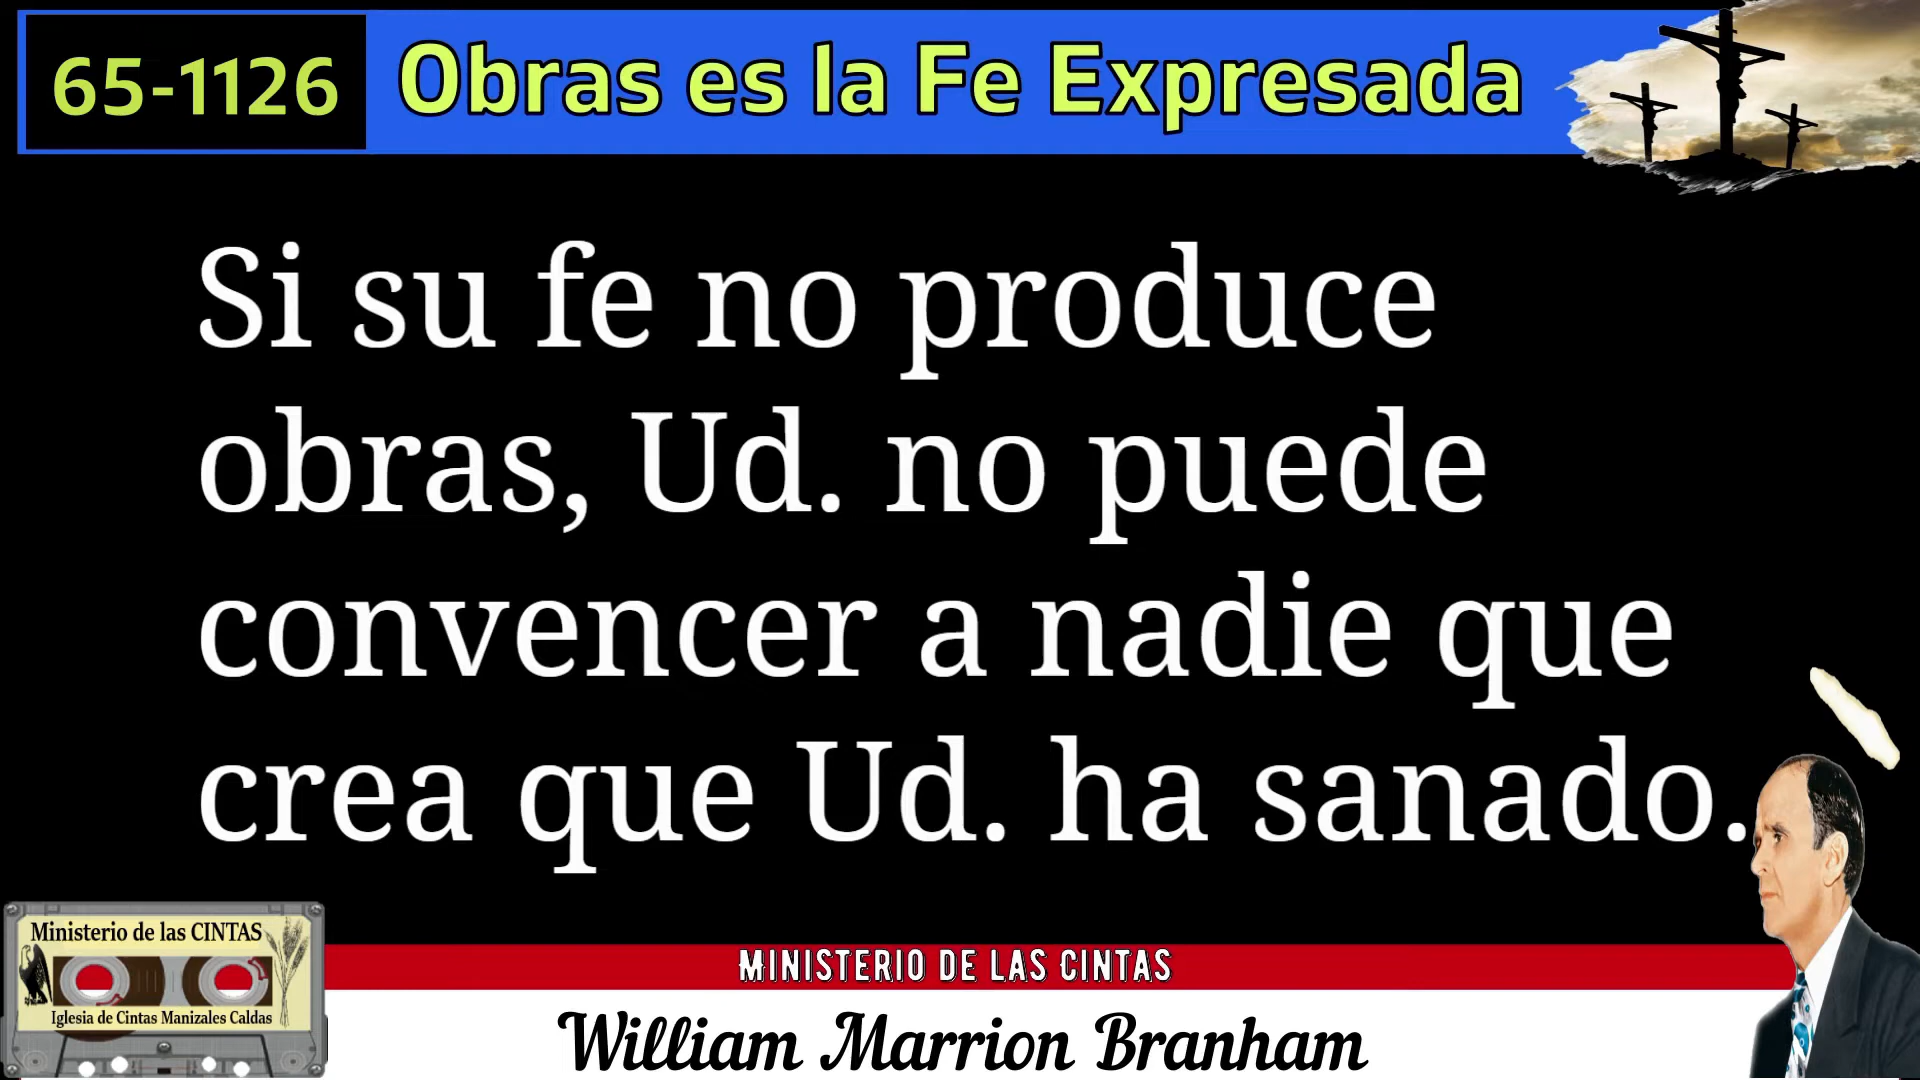 65-1126
Obras es la Fe Expresada
Si su fe no produce
obras, Ud. no puede
convencer a nadie que
crea que Ud. ha sanado.
Ministerio de las CINTAS
Iglesia de Cintas Manizales Caldas
MINISTERIO DE LAS CINTAS
William Marrion Branham